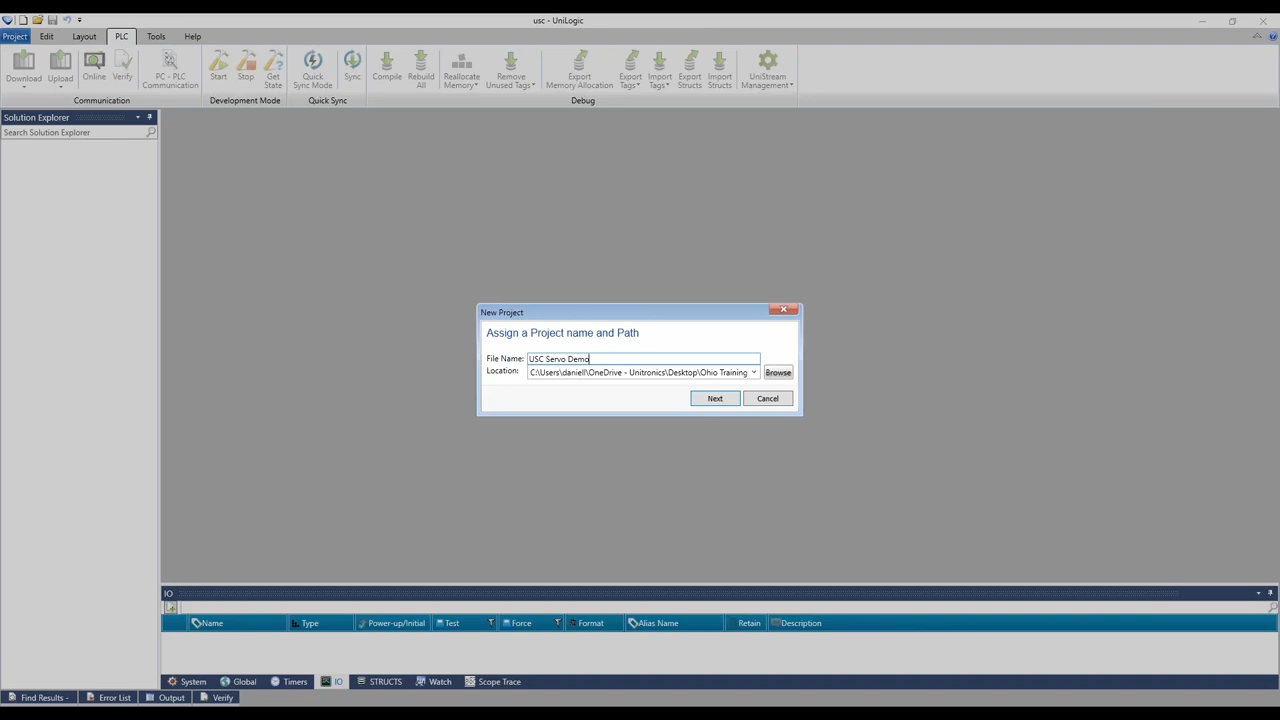 usc - UniLogic
Project Edit Layout PLC Tools Help
Download Upload Online Verify PC - PLC Communication Start Stop Get State Quick Sync Mode Sync Compile Rebuild All Reallocate Memory Remove Unused Tags Export Memory Allocation Export Tags Import Tags Export Structs Import Structs UniStream Management
Communication Development Mode Quick Sync Debug
Solution Explorer
Search Solution Explorer
New Project
Assign a Project name and Path
File Name: USC Servo Demo
Location: C:\Users\daniell\OneDrive - Unitronics\Desktop\Ohio Training Browse
Next Cancel
IO
Name Type Power-up/Initial Test Force Format Alias Name Retain Description
System Global Timers IO STRUCTS Watch Scope Trace
Find Results - Error List Output Verify